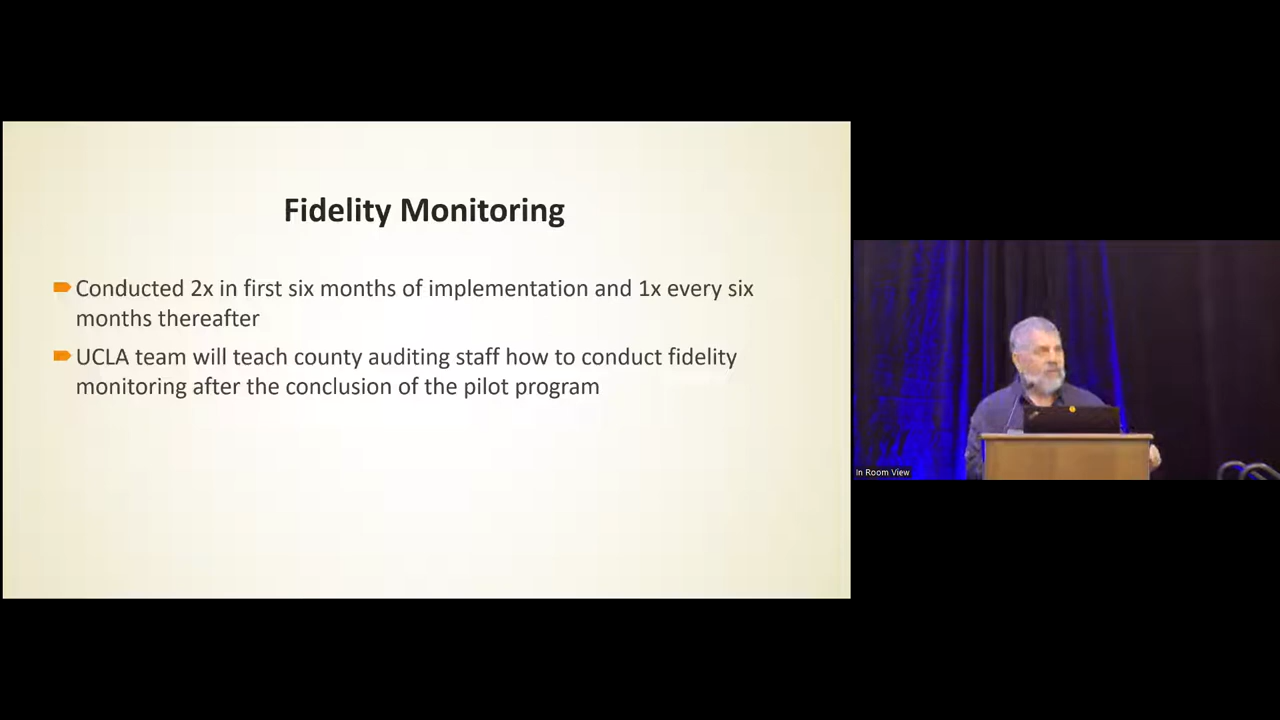 Fidelity Monitoring
Conducted 2x in first six months of implementation and 1x every six
months thereafter
UCLA team will teach county auditing staff how to conduct fidelity
monitoring after the conclusion of the pilot program
In Room View